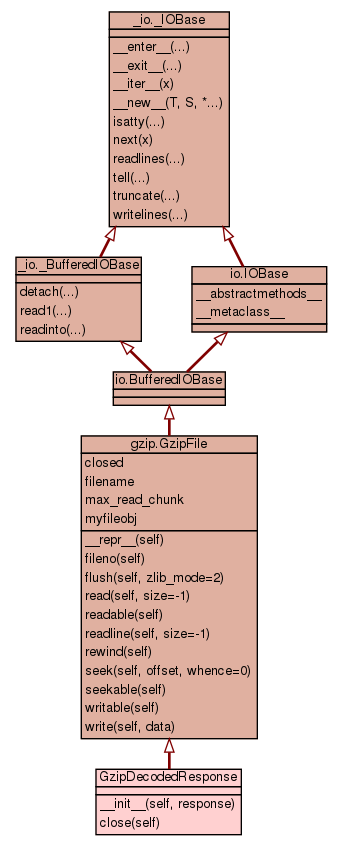 _io._IOBase
__enter__(...)
__exit__(...)
__iter__(x)
__new__(T, S, *...)
isatty(...)
next(x)
readlines(...)
tell(...)
truncate(...)
writelines(...)
_io._BufferedIOBase
detach(...)
read1(...)
readinto(...)
io.IOBase
__abstractmethods__
__metaclass__
io.BufferedIOBase
gzip.GzipFile
closed
filename
max_read_chunk
myfileobj
__repr__(self)
fileno(self)
flush(self, zlib_mode=2)
read(self, size=-1)
readable(self)
readline(self, size=-1)
rewind(self)
seek(self, offset, whence=0)
seekable(self)
writable(self)
write(self, data)
GzipDecodedResponse
__init__(self, response)
close(self)